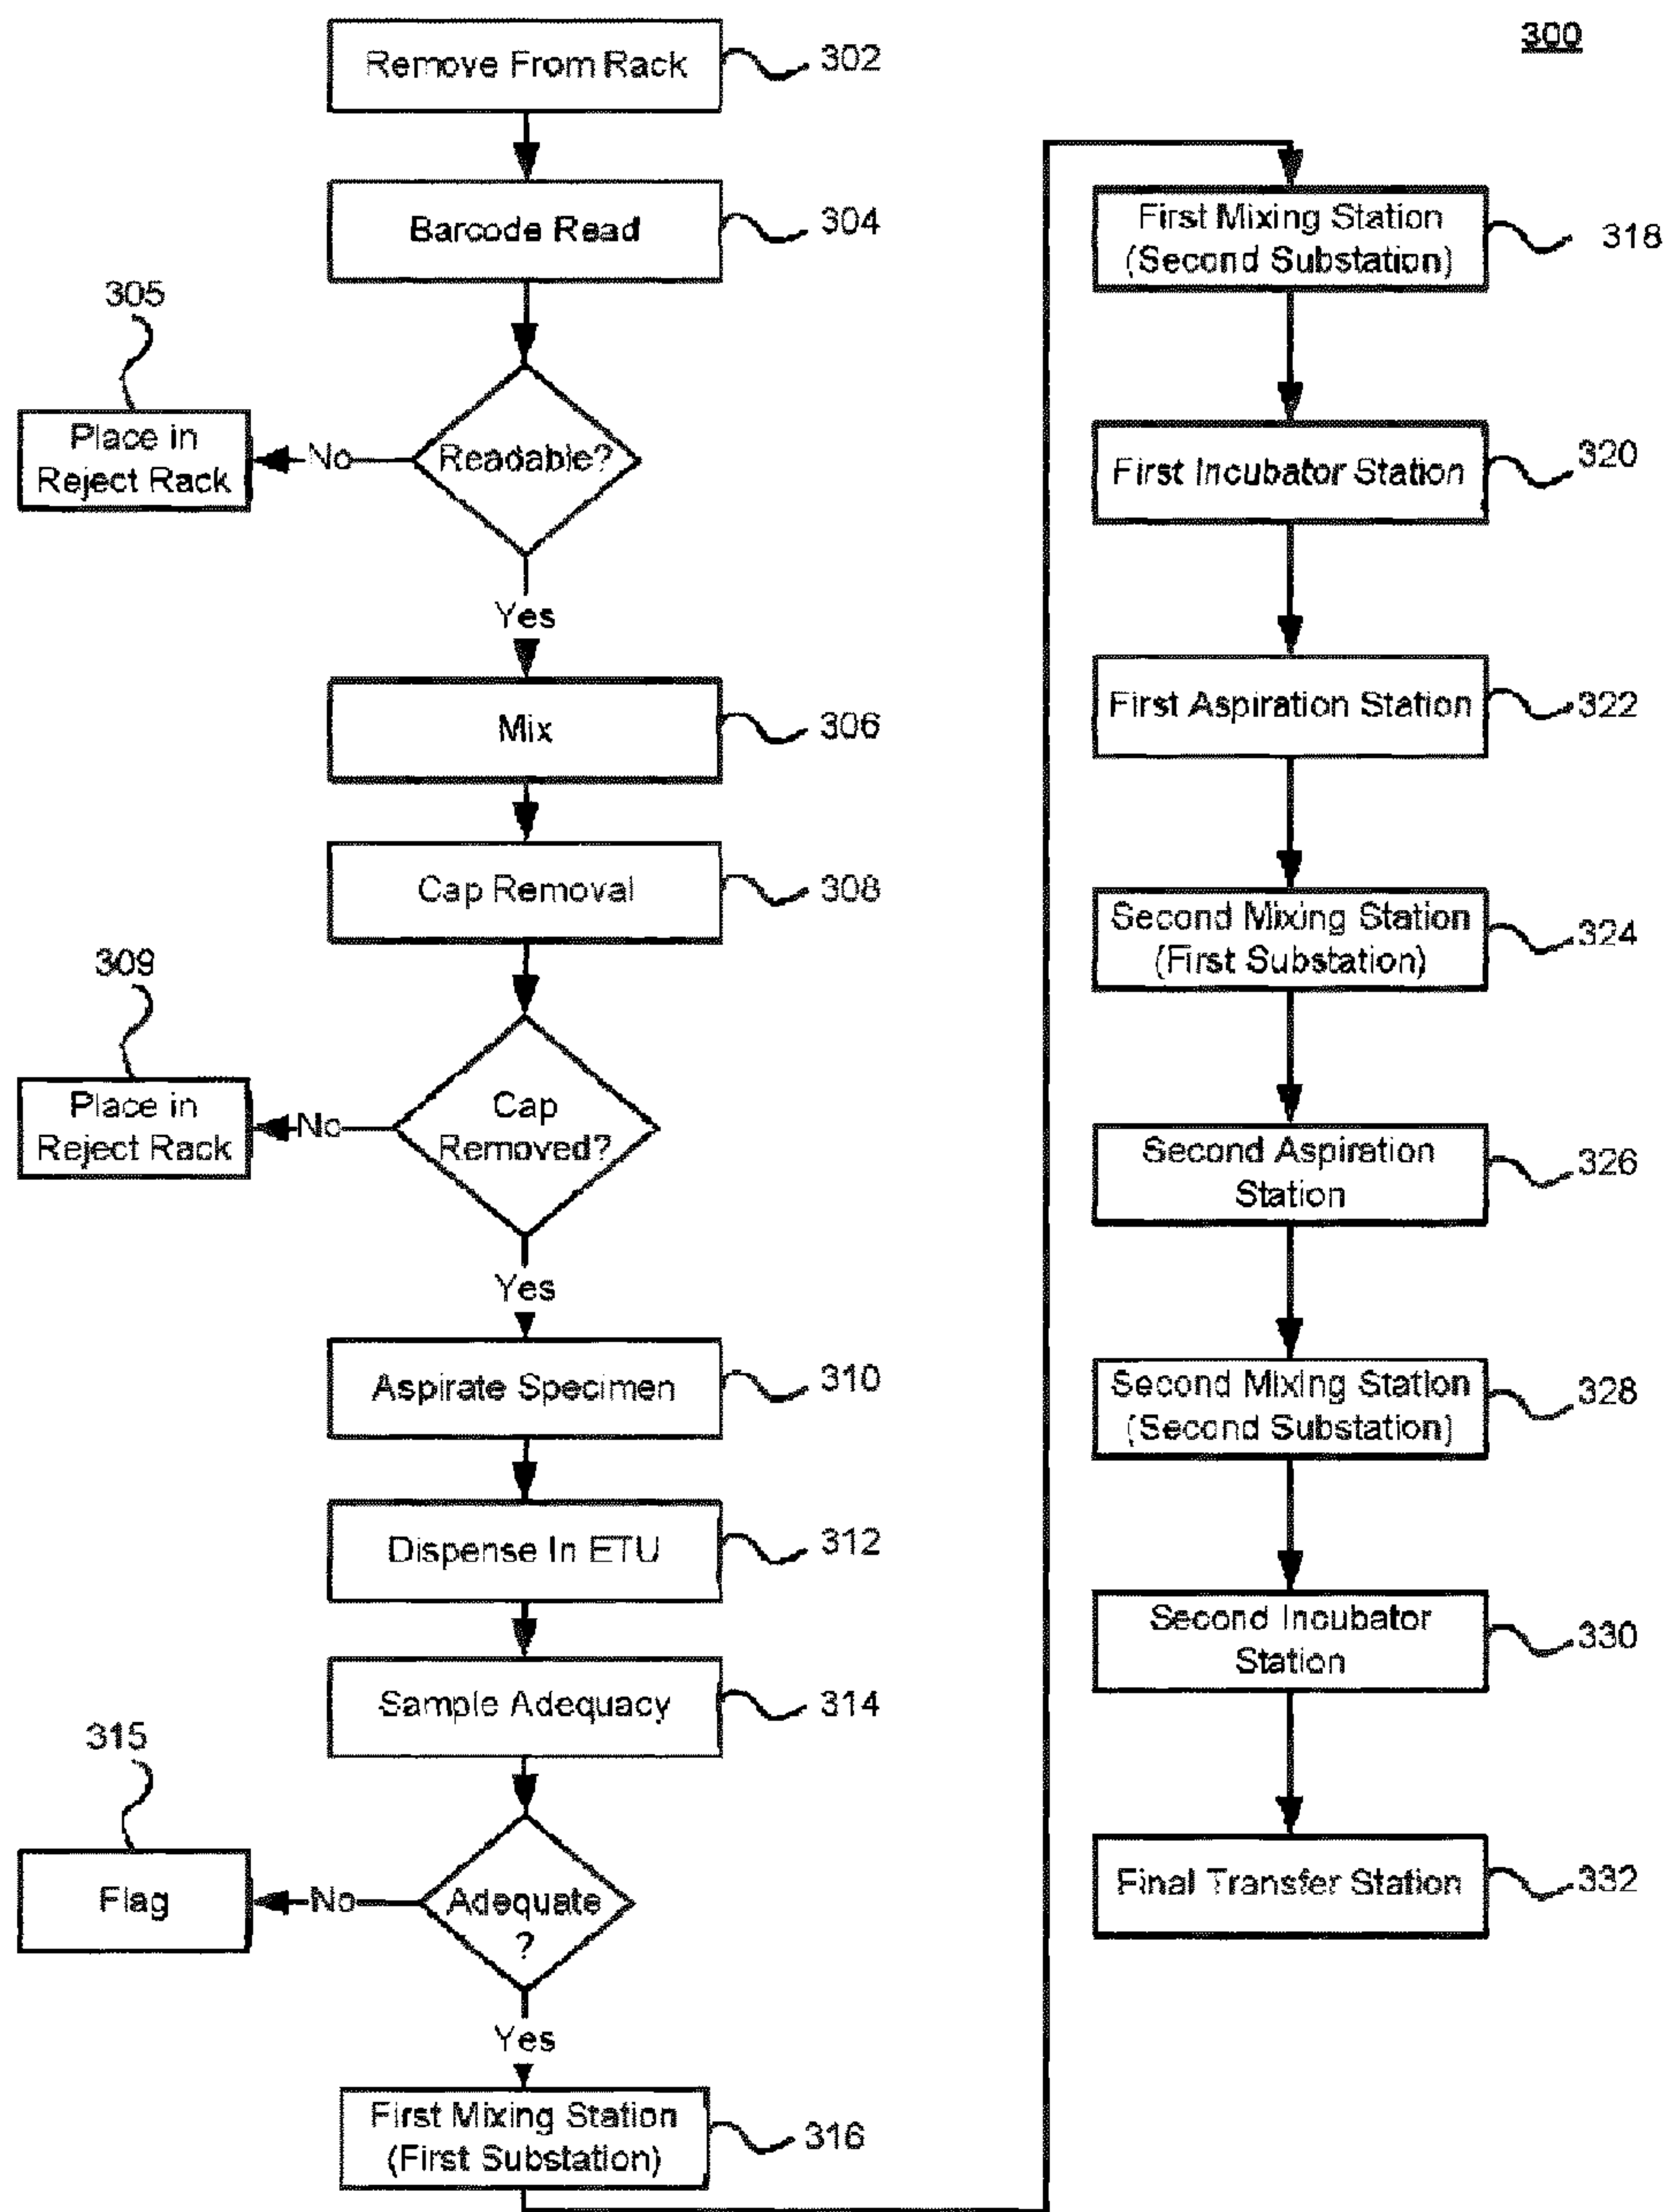 300
Remove From Rack
302
Barcode Read
304
305
Place in
Reject Rack
No
Readable?
Yes
Mix
306
Cap Removal
308
309
Place in
Reject Rack
No
Cap
Removed?
Yes
Aspirate Specimen
310
Dispense In ETU
312
Sample Adequacy
314
315
Flag
No
Adequate
?
Yes
First Mixing Station
(First Substation)
316
First Mixing Station
(Second Substation)
318
First Incubator Station
320
First Aspiration Station
322
Second Mixing Station
(First Substation)
324
Second Aspiration
Station
326
Second Mixing Station
(Second Substation)
328
Second Incubator
Station
330
Final Transfer Station
332